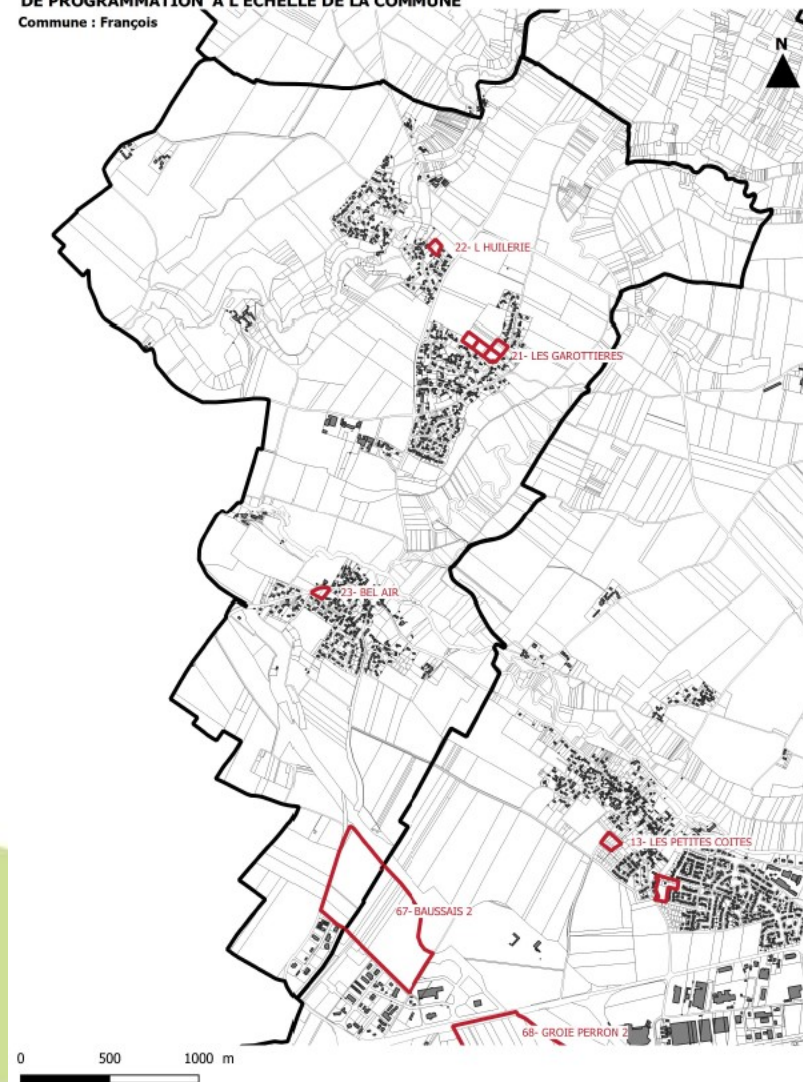 DE PROGRAMMATION A L'ECHELLE DE LA COMMUNE
Commune : François
N
22- L HUILERIE
21- LES GAROTTIERES
23- BEL AIR
13- LES PETITES COITES
67- BAUSSAIS 2
68- GROIE PERRON 2
0 500 1000 m